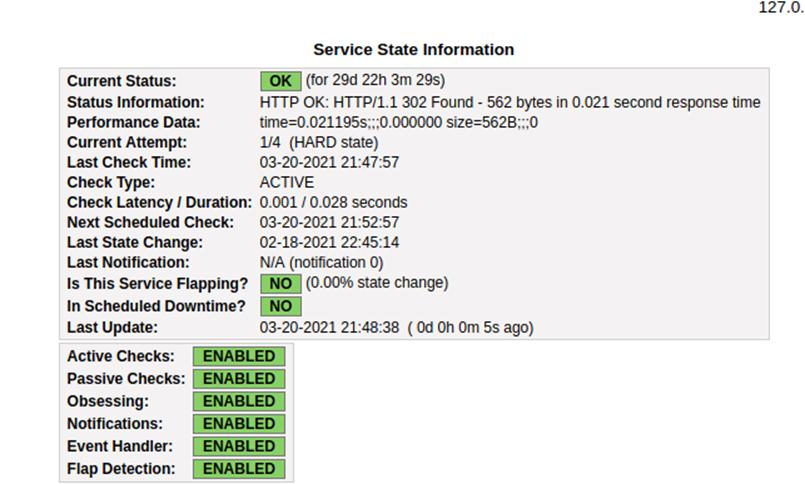 127.0.
Service State Information
Current Status: OK (for 29d 22h 3m 29s)
Status Information: HTTP OK: HTTP/1.1 302 Found - 562 bytes in 0.021 second response time
Performance Data: time=0.021195s;;;0.000000 size=562B;;;0
Current Attempt: 1/4 (HARD state)
Last Check Time: 03-20-2021 21:47:57
Check Type: ACTIVE
Check Latency / Duration: 0.001 / 0.028 seconds
Next Scheduled Check: 03-20-2021 21:52:57
Last State Change: 02-18-2021 22:45:14
Last Notification: N/A (notification 0)
Is This Service Flapping? NO (0.00% state change)
In Scheduled Downtime? NO
Last Update: 03-20-2021 21:48:38 ( 0d 0h 0m 5s ago)
Active Checks: ENABLED
Passive Checks: ENABLED
Obsessing: ENABLED
Notifications: ENABLED
Event Handler: ENABLED
Flap Detection: ENABLED